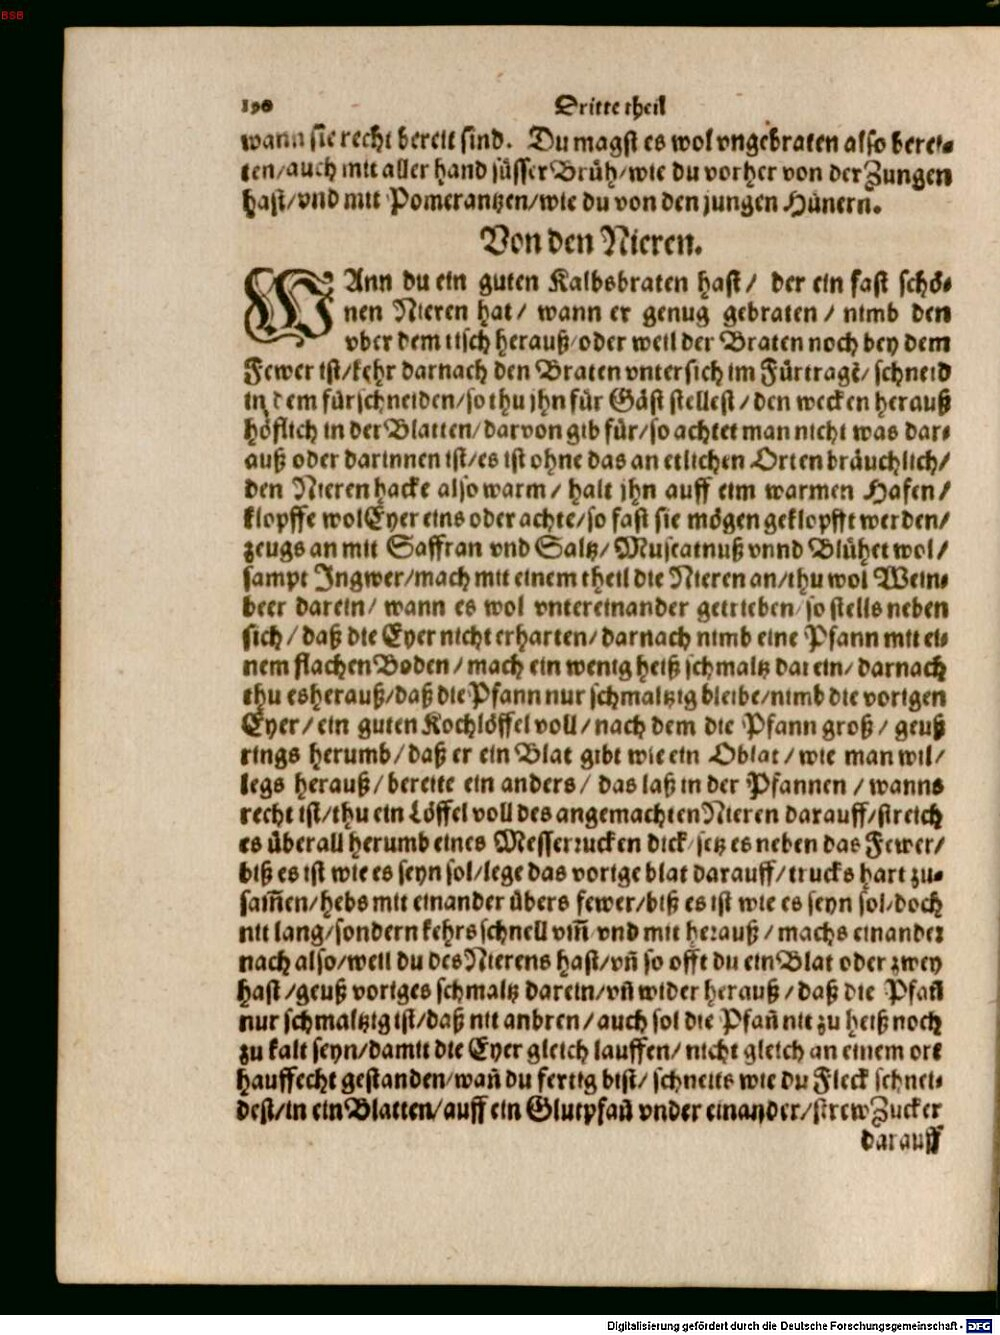 BSB
190 Dritte theil
wann sie recht bereit sind. Du magst es wol vngebraten also berei-
ten/auch mit aller hand süsser Brüh/wie du vorher von der Zungen
hast/vnd mit Pomerantzen/wie du von den jungen Hünern.
Von den Nieren.
WAnn du ein guten Kalbsbraten hast/ der ein fast schö-
nen Nieren hat/ wann er genug gebraten/ nimb den
vber dem tisch herauß/oder weil der Braten noch bey dem
Fewer ist/kehr darnach den Braten vntersich im Fürtragē/ schneid
in dem fürschneiden/so thu jhn für Gäst stellest/den wecken herauß
höflich in der Blatten/darvon gib für/so achtet man nicht was dar-
auß oder darinnen ist/es ist ohne das an etlichen Orten bräuchlich/
den Nieren hacke also warm/ halt jhn auff eim warmen Hafen/
klopffe wol Eyer eins oder achte/so fast sie mögen geklopfft werden/
zeugs an mit Saffran vnd Saltz/Muscatnuß vnnd Blühet wol/
sampt Ingwer/mach mit einem theil die Nieren an/thu wol Wein-
beer darein/ wann es wol vntereinander getrieben/so stells neben
sich/daß die Eyer nicht erharten/darnach nimb eine Pfann mit ei-
nem flachen Boden/mach ein wenig heiß schmaltz darein/darnach
thu es herauß/daß die Pfann nur schmaltzig bleibe/nimb die vorigen
Eyer/ein guten Kochlöffel voll/nach dem die Pfann groß/ geuß
rings herumb/daß er ein Blat gibt wie ein Oblat/wie man wil/
legs herauß/bereite ein anders/ das laß in der Pfannen/wanns
recht ist/thu ein Löffel voll des angemachten Nieren darauff/streich
es überall herumb eines Messerrucken dick/setz es neben das Fewer/
biß es ist wie es seyn sol/lege das vorige blat darauff/trucks hart zu-
sam̄en/hebs mit einander übers fewer/biß es ist wie es seyn sol/doch
nit lang/sondern kehrs schnell vm̄ vnd mit herauß/machs einander
nach also/weil du des Nierens hast/vn̄ so offt du ein Blat oder zwey
hast/geuß voriges schmaltz darein/vn̄ wider herauß/daß die Pfan̄
nur schmaltzig ist/daß nit anbren/auch sol die Pfan̄ nit zu heiß noch
zu kalt seyn/damit die Eyer gleich lauffen/nicht gleich an einem ort
hauffecht gestanden/wan̄ du fertig bist/schneits wie du Fleck schnei-
dest/in ein Blatten/auff ein Glutpfan̄ vnder einander/strew Zucker
darauff
Digitalisierung gefördert durch die Deutsche Forschungsgemeinschaft - DFG